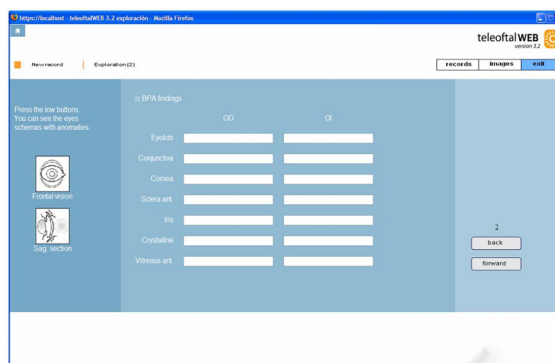 https://localhost - teleoftalWEB 3.2 exploración - Mozilla Firefox
teleoftalWEB
version 3.2
New record | Exploration (2)
records images exit
Press the low buttons.
You can see the eyes
schemas with anomalies:
Frontal vision
Sag. section
BPA findings
OD OI
Eyelids
Conjunctiva
Cornea
Sclera ant.
Iris
Crystalline
Vitreous ant.
2
back
forward